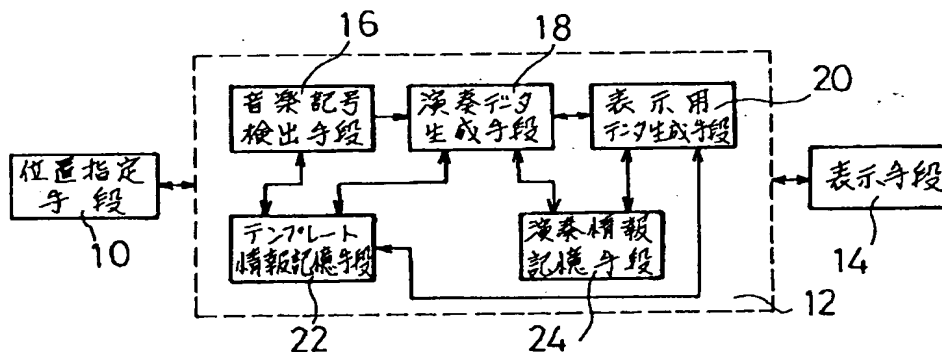 16
18
20
音楽記号
検出手段
演奏データ
生成手段
表示用
データ生成手段
位置指定
手段
10
表示手段
14
テンプレート
情報記憶手段
22
演奏情報
記憶手段
24
12